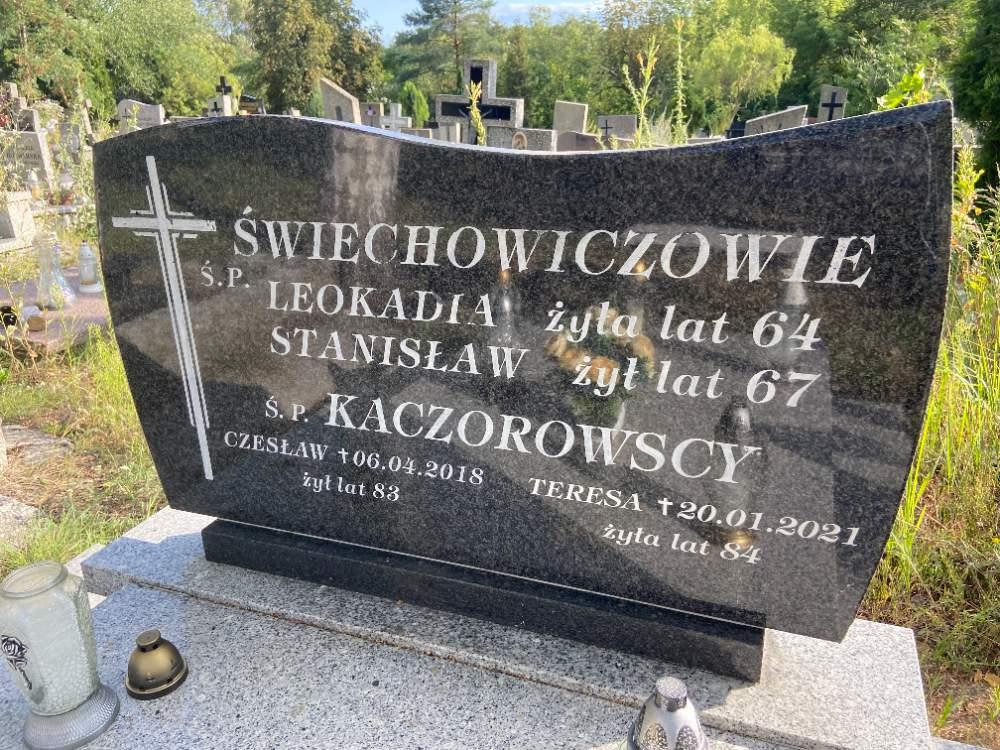 ŚWIECHOWICZOWIE
Ś.P. LEOKADIA żyła lat 64
STANISŁAW żył lat 67
Ś.P. KACZOROWSCY
CZESŁAW †06.04.2018
żył lat 83
TERESA †20.01.2021
żyła lat 84